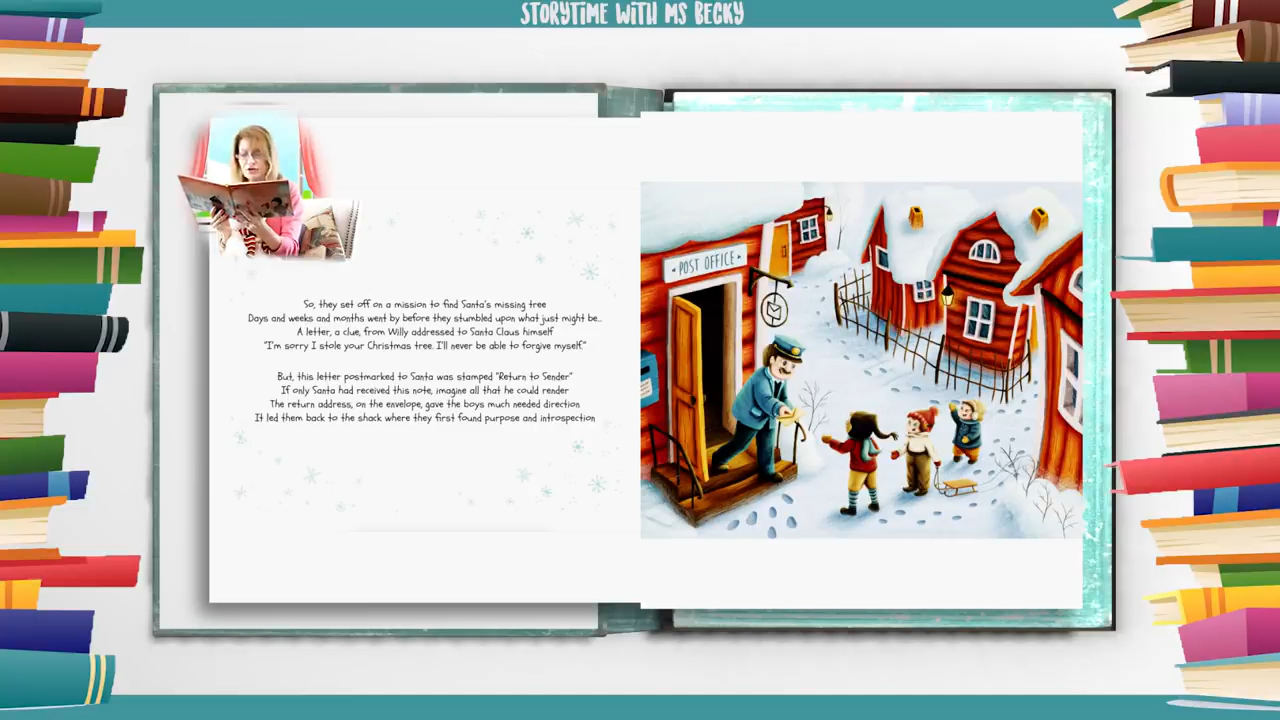 STORYTIME WITH MS BECKY
So, they set off on a mission to find Santa's missing tree
Days and weeks and months went by before they stumbled upon what just might be...
A letter, a clue, from Willy addressed to Santa Claus himself
"I'm sorry I stole your Christmas tree. I'll never be able to forgive myself."
But, this letter postmarked to Santa was stamped "Return to Sender"
If only Santa had received this note, imagine all that he could render
The return address, on the envelope, gave the boys much needed direction
It led them back to the shack where they first found purpose and introspection
POST OFFICE